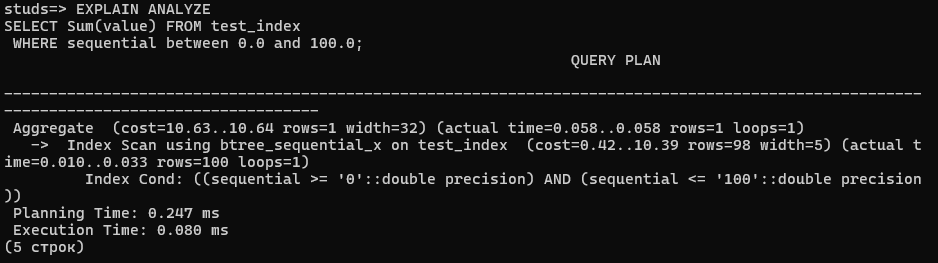 studs=> EXPLAIN ANALYZE
SELECT Sum(value) FROM test_index
 WHERE sequential between 0.0 and 100.0;
                                                               QUERY PLAN
------------------------------------------------------------------------------------------------------
-----------------------------------
 Aggregate  (cost=10.63..10.64 rows=1 width=32) (actual time=0.058..0.058 rows=1 loops=1)
   ->  Index Scan using btree_sequential_x on test_index  (cost=0.42..10.39 rows=98 width=5) (actual t
ime=0.010..0.033 rows=100 loops=1)
         Index Cond: ((sequential >= '0'::double precision) AND (sequential <= '100'::double precision
))
 Planning Time: 0.247 ms
 Execution Time: 0.080 ms
(5 строк)